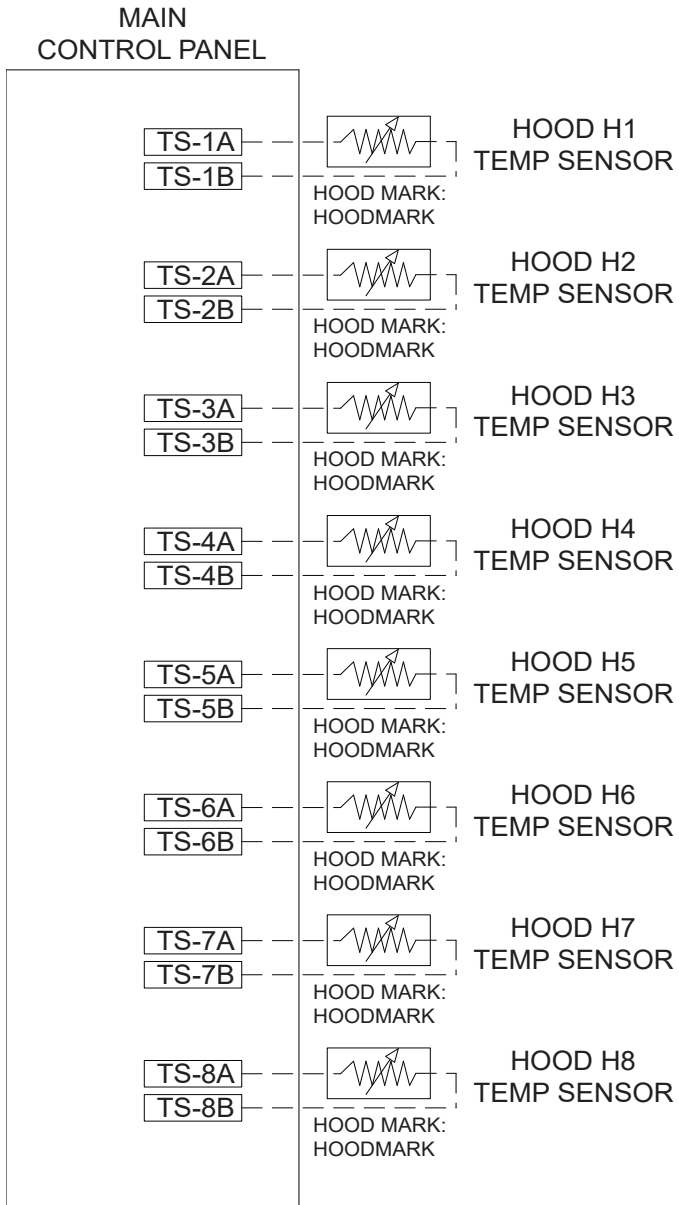 MAIN
CONTROL PANEL
TS-1A
TS-1B
HOOD MARK:
HOODMARK
HOOD H1
TEMP SENSOR
TS-2A
TS-2B
HOOD MARK:
HOODMARK
HOOD H2
TEMP SENSOR
TS-3A
TS-3B
HOOD MARK:
HOODMARK
HOOD H3
TEMP SENSOR
TS-4A
TS-4B
HOOD MARK:
HOODMARK
HOOD H4
TEMP SENSOR
TS-5A
TS-5B
HOOD MARK:
HOODMARK
HOOD H5
TEMP SENSOR
TS-6A
TS-6B
HOOD MARK:
HOODMARK
HOOD H6
TEMP SENSOR
TS-7A
TS-7B
HOOD MARK:
HOODMARK
HOOD H7
TEMP SENSOR
TS-8A
TS-8B
HOOD MARK:
HOODMARK
HOOD H8
TEMP SENSOR